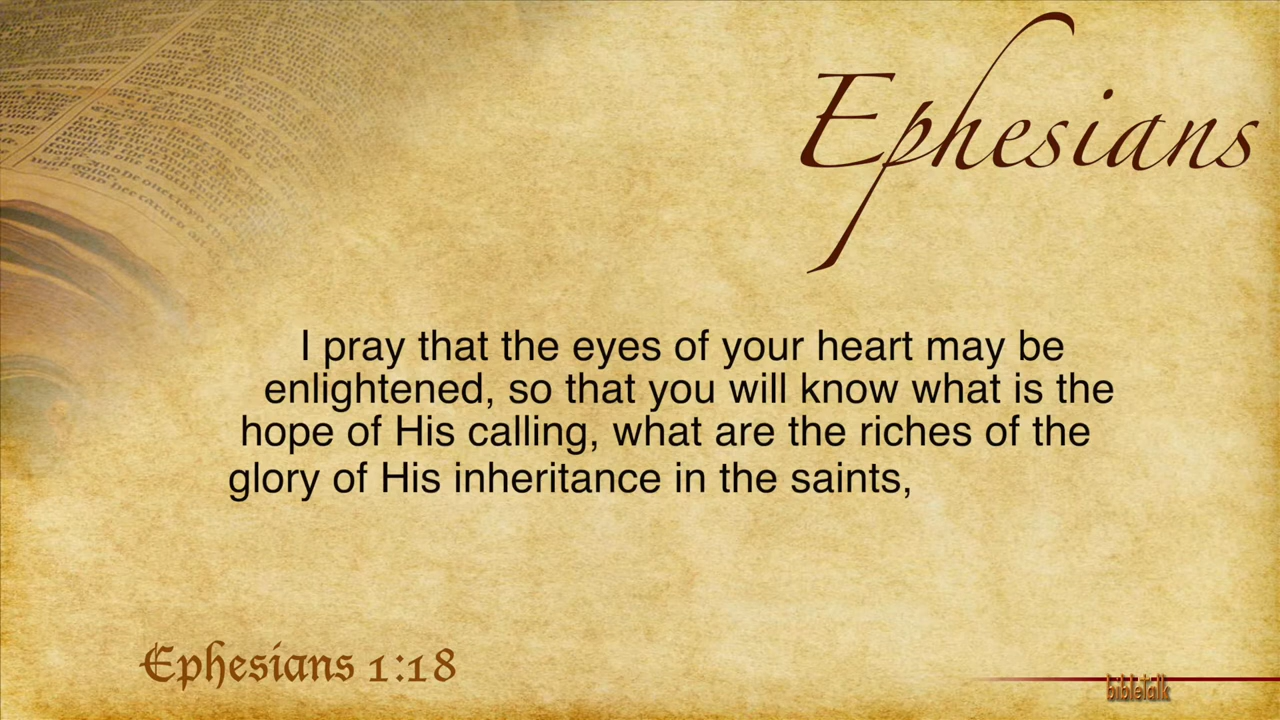 Ephesians
I pray that the eyes of your heart may be
enlightened, so that you will know what is the
hope of His calling, what are the riches of the
glory of His inheritance in the saints,
Ephesians 1:18
bibletalk